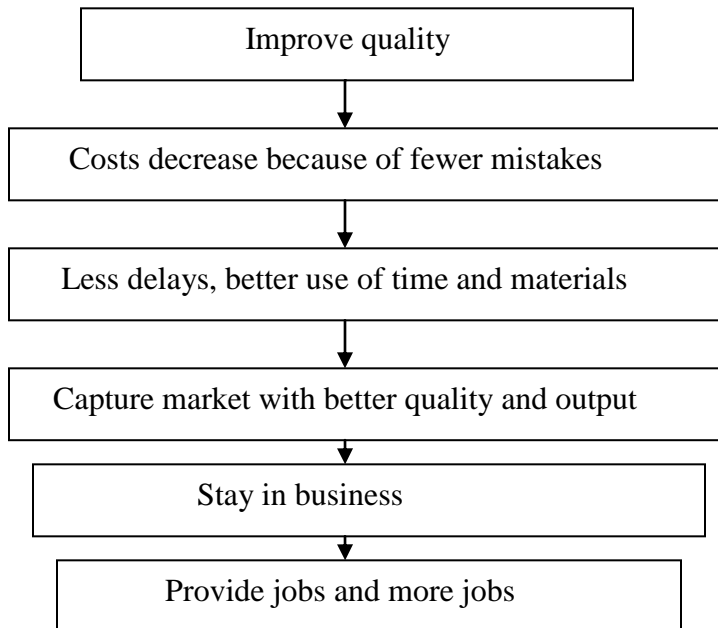 Improve quality
Costs decrease because of fewer mistakes
Less delays, better use of time and materials
Capture market with better quality and output
Stay in business
Provide jobs and more jobs